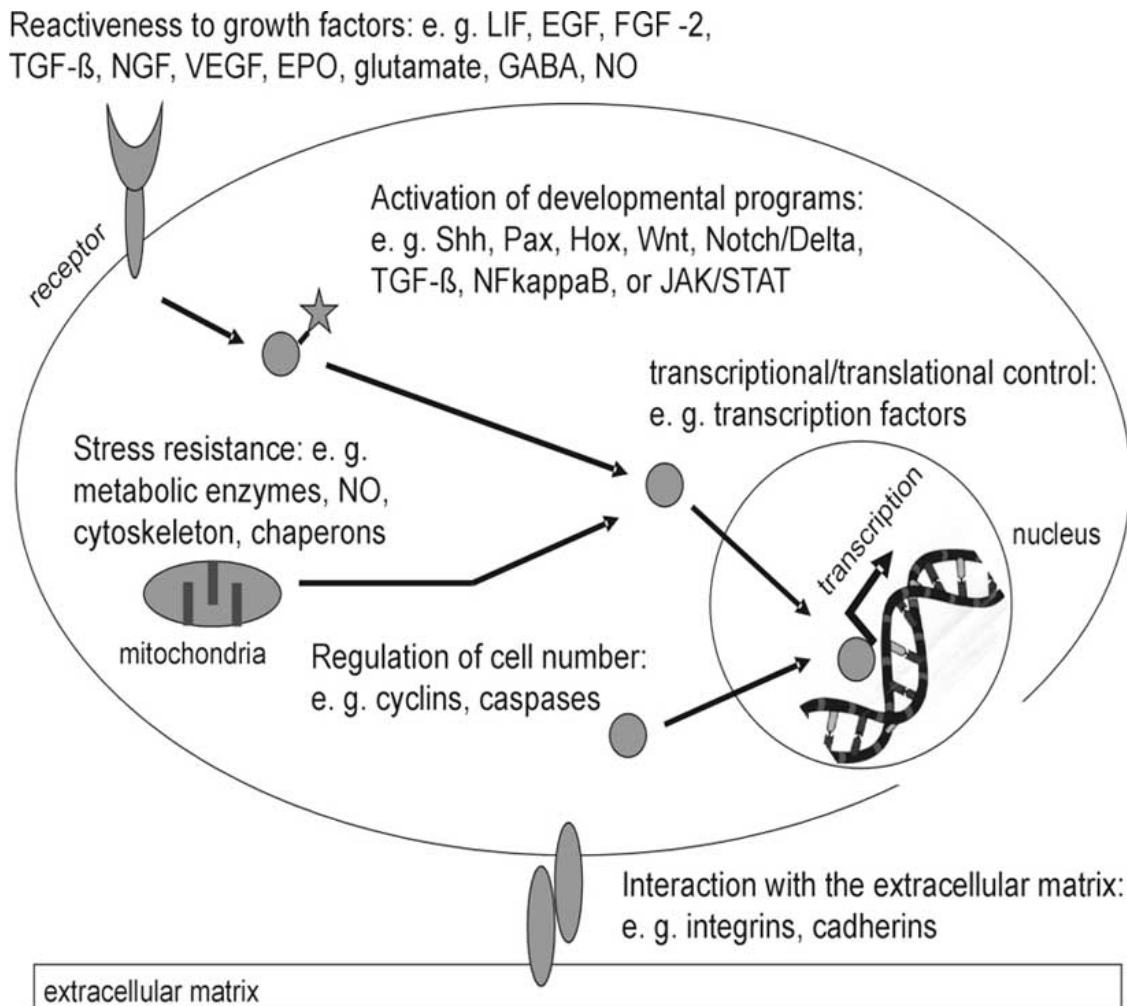 Reactiveness to growth factors: e. g. LIF, EGF, FGF -2,
TGF-ß, NGF, VEGF, EPO, glutamate, GABA, NO
receptor
Activation of developmental programs:
e. g. Shh, Pax, Hox, Wnt, Notch/Delta,
TGF-ß, NFkappaB, or JAK/STAT
transcriptional/translational control:
e. g. transcription factors
Stress resistance: e. g.
metabolic enzymes, NO,
cytoskeleton, chaperons
transcription
nucleus
mitochondria
Regulation of cell number:
e. g. cyclins, caspases
Interaction with the extracellular matrix:
e. g. integrins, cadherins
extracellular matrix